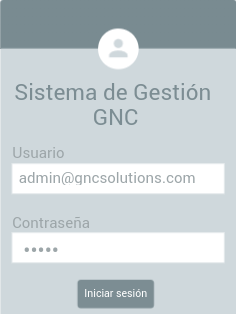 Sistema de Gestión
GNC
Usuario
admin@gncsolutions.com
Contraseña
•••••
Iniciar sesión